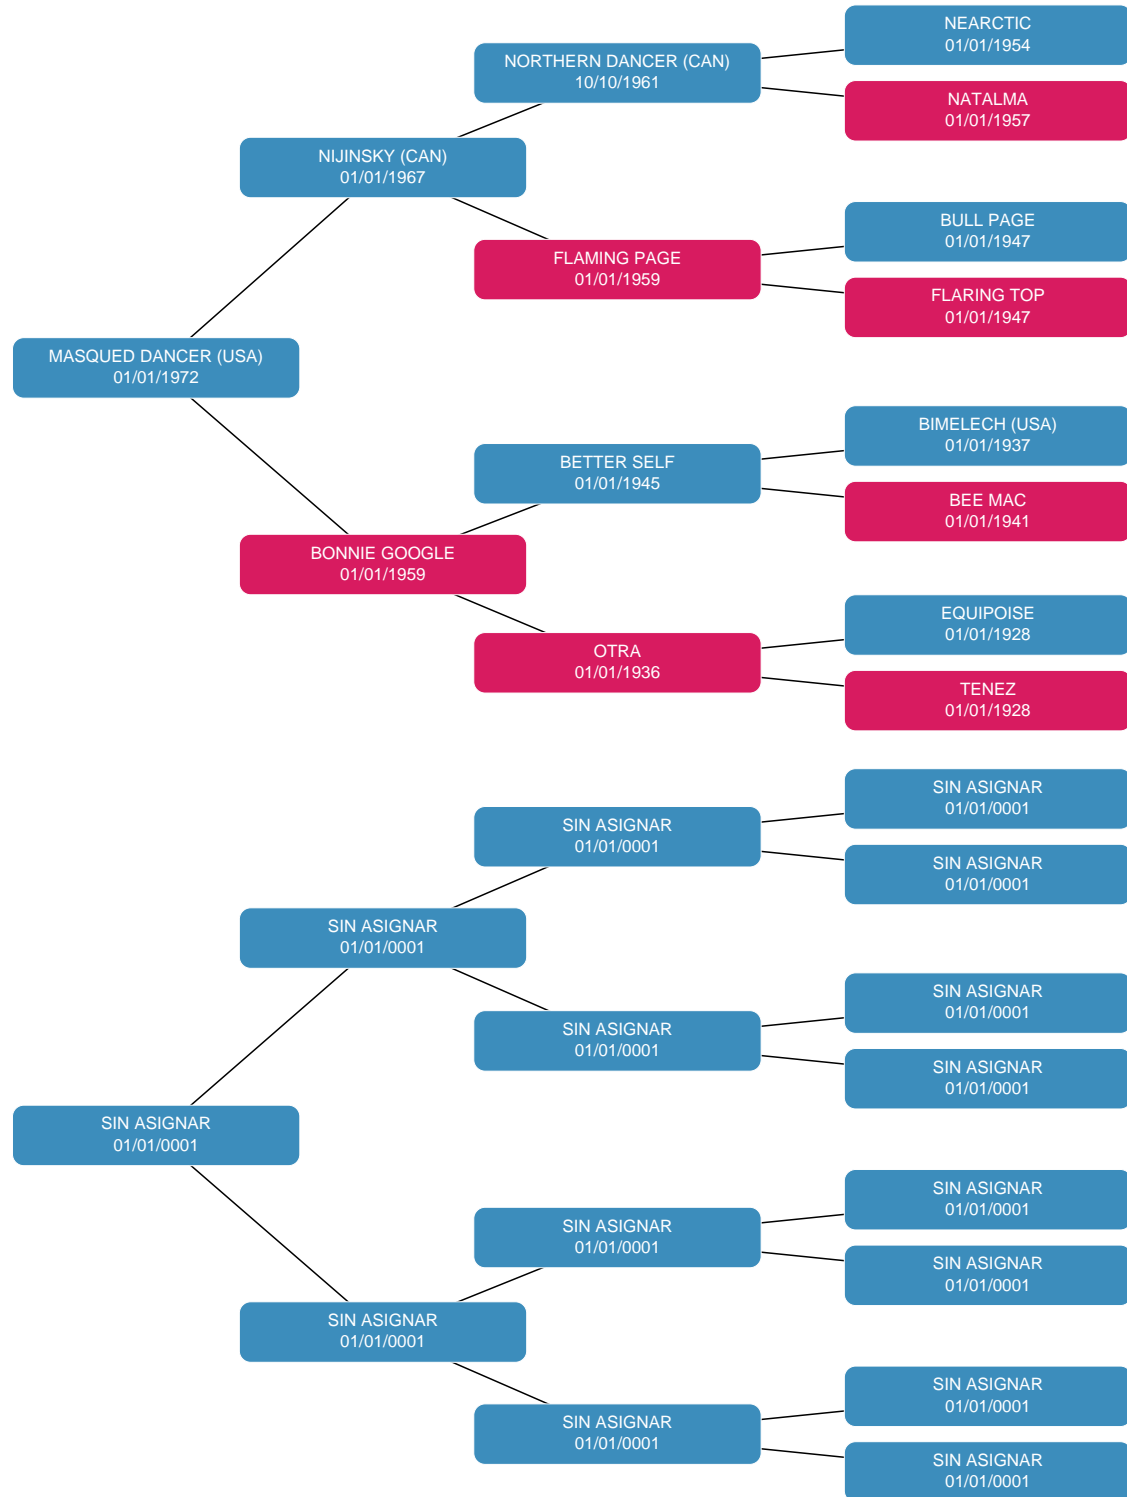 NEARCTIC
01/01/1954
NORTHERN DANCER (CAN)
10/10/1961
NATALMA
01/01/1957
NIJINSKY (CAN)
01/01/1967
BULL PAGE
01/01/1947
FLAMING PAGE
01/01/1959
FLARING TOP
01/01/1947
MASQUED DANCER (USA)
01/01/1972
BIMELECH (USA)
01/01/1937
BETTER SELF
01/01/1945
BEE MAC
01/01/1941
BONNIE GOOGLE
01/01/1959
EQUIPOISE
01/01/1928
OTRA
01/01/1936
TENEZ
01/01/1928
SIN ASIGNAR
01/01/0001
SIN ASIGNAR
01/01/0001
SIN ASIGNAR
01/01/0001
SIN ASIGNAR
01/01/0001
SIN ASIGNAR
01/01/0001
SIN ASIGNAR
01/01/0001
SIN ASIGNAR
01/01/0001
SIN ASIGNAR
01/01/0001
SIN ASIGNAR
01/01/0001
SIN ASIGNAR
01/01/0001
SIN ASIGNAR
01/01/0001
SIN ASIGNAR
01/01/0001
SIN ASIGNAR
01/01/0001
SIN ASIGNAR
01/01/0001
SIN ASIGNAR
01/01/0001